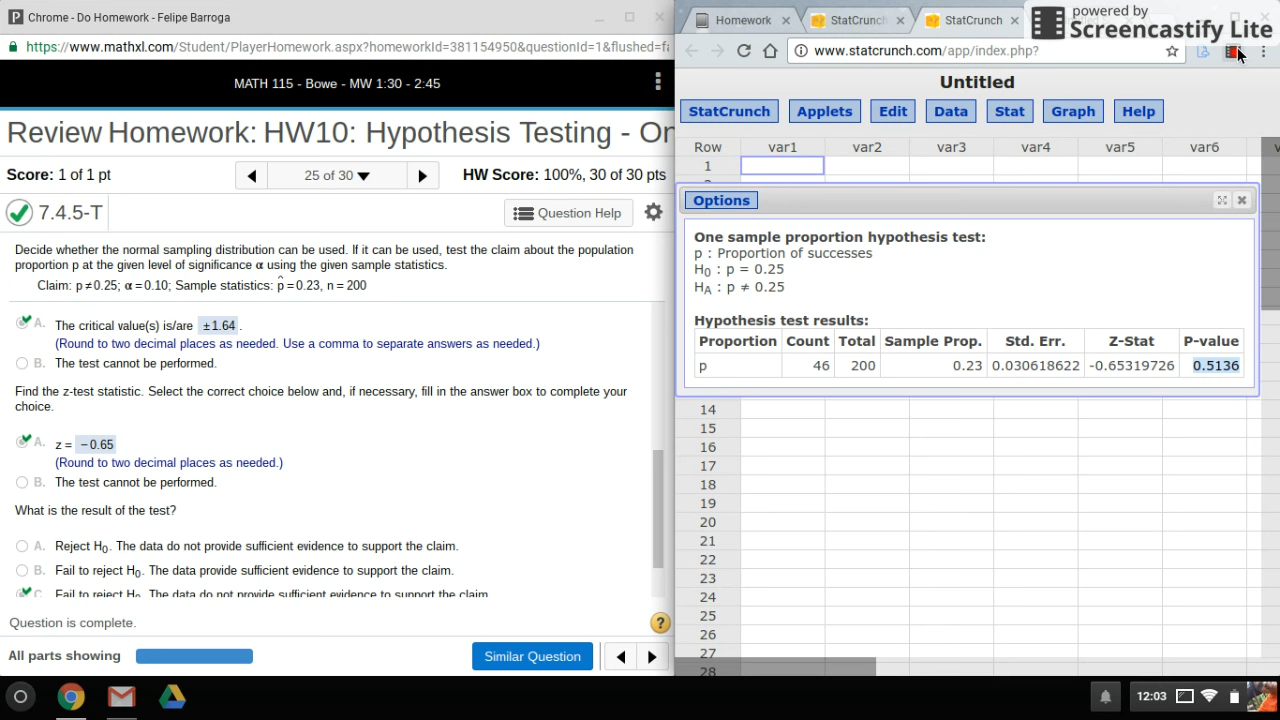 Chrome - Do Homework - Felipe Barroga
https://www.mathxl.com/Student/PlayerHomework.aspx?homeworkId=381154950&questionId=1&flushed=fa
MATH 115 - Bowe - MW 1:30 - 2:45
Review Homework: HW10: Hypothesis Testing - On
Score: 1 of 1 pt
25 of 30
HW Score: 100%, 30 of 30 pts
7.4.5-T
Question Help
Decide whether the normal sampling distribution can be used. If it can be used, test the claim about the population
proportion p at the given level of significance α using the given sample statistics.
Claim: p≠0.25; α=0.10; Sample statistics: p̂=0.23, n=200
A. The critical value(s) is/are ±1.64.
(Round to two decimal places as needed. Use a comma to separate answers as needed.)
B. The test cannot be performed.
Find the z-test statistic. Select the correct choice below and, if necessary, fill in the answer box to complete your
choice.
A. z = −0.65
(Round to two decimal places as needed.)
B. The test cannot be performed.
What is the result of the test?
A. Reject H0. The data do not provide sufficient evidence to support the claim.
B. Fail to reject H0. The data provide sufficient evidence to support the claim.
C. Fail to reject H0. The data do not provide sufficient evidence to support the claim.
Question is complete.
?
All parts showing
Similar Question
Homework
StatCrunch
StatCrunch
powered by
Screencastify Lite
www.statcrunch.com/app/index.php?
Untitled
StatCrunch Applets Edit Data Stat Graph Help
Row var1 var2 var3 var4 var5 var6
1
Options
One sample proportion hypothesis test:
p : Proportion of successes
H0 : p = 0.25
HA : p ≠ 0.25
Hypothesis test results:
Proportion Count Total Sample Prop. Std. Err. Z-Stat P-value
p 46 200 0.23 0.030618622 -0.65319726 0.5136
14
15
16
17
18
19
20
21
22
23
24
25
26
27
28
12:03